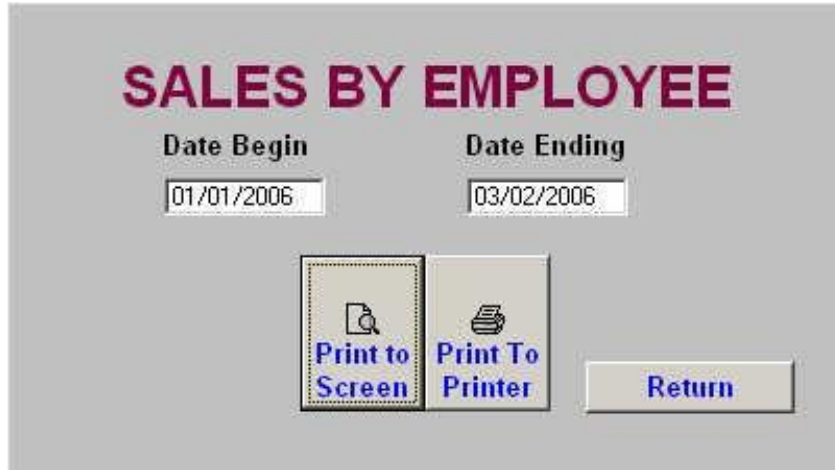 SALES BY EMPLOYEE
Date Begin
Date Ending
01/01/2006
03/02/2006
Print to
Screen
Print To
Printer
Return